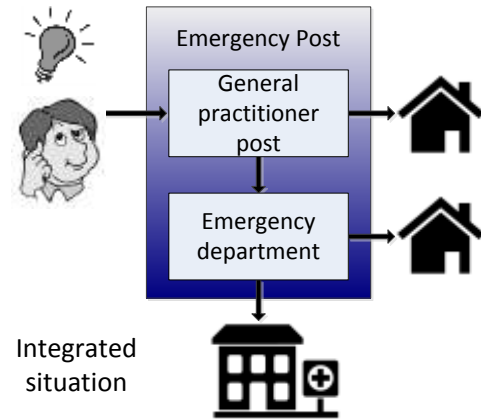 Emergency Post
General
practitioner
post
Emergency
department
Integrated
situation